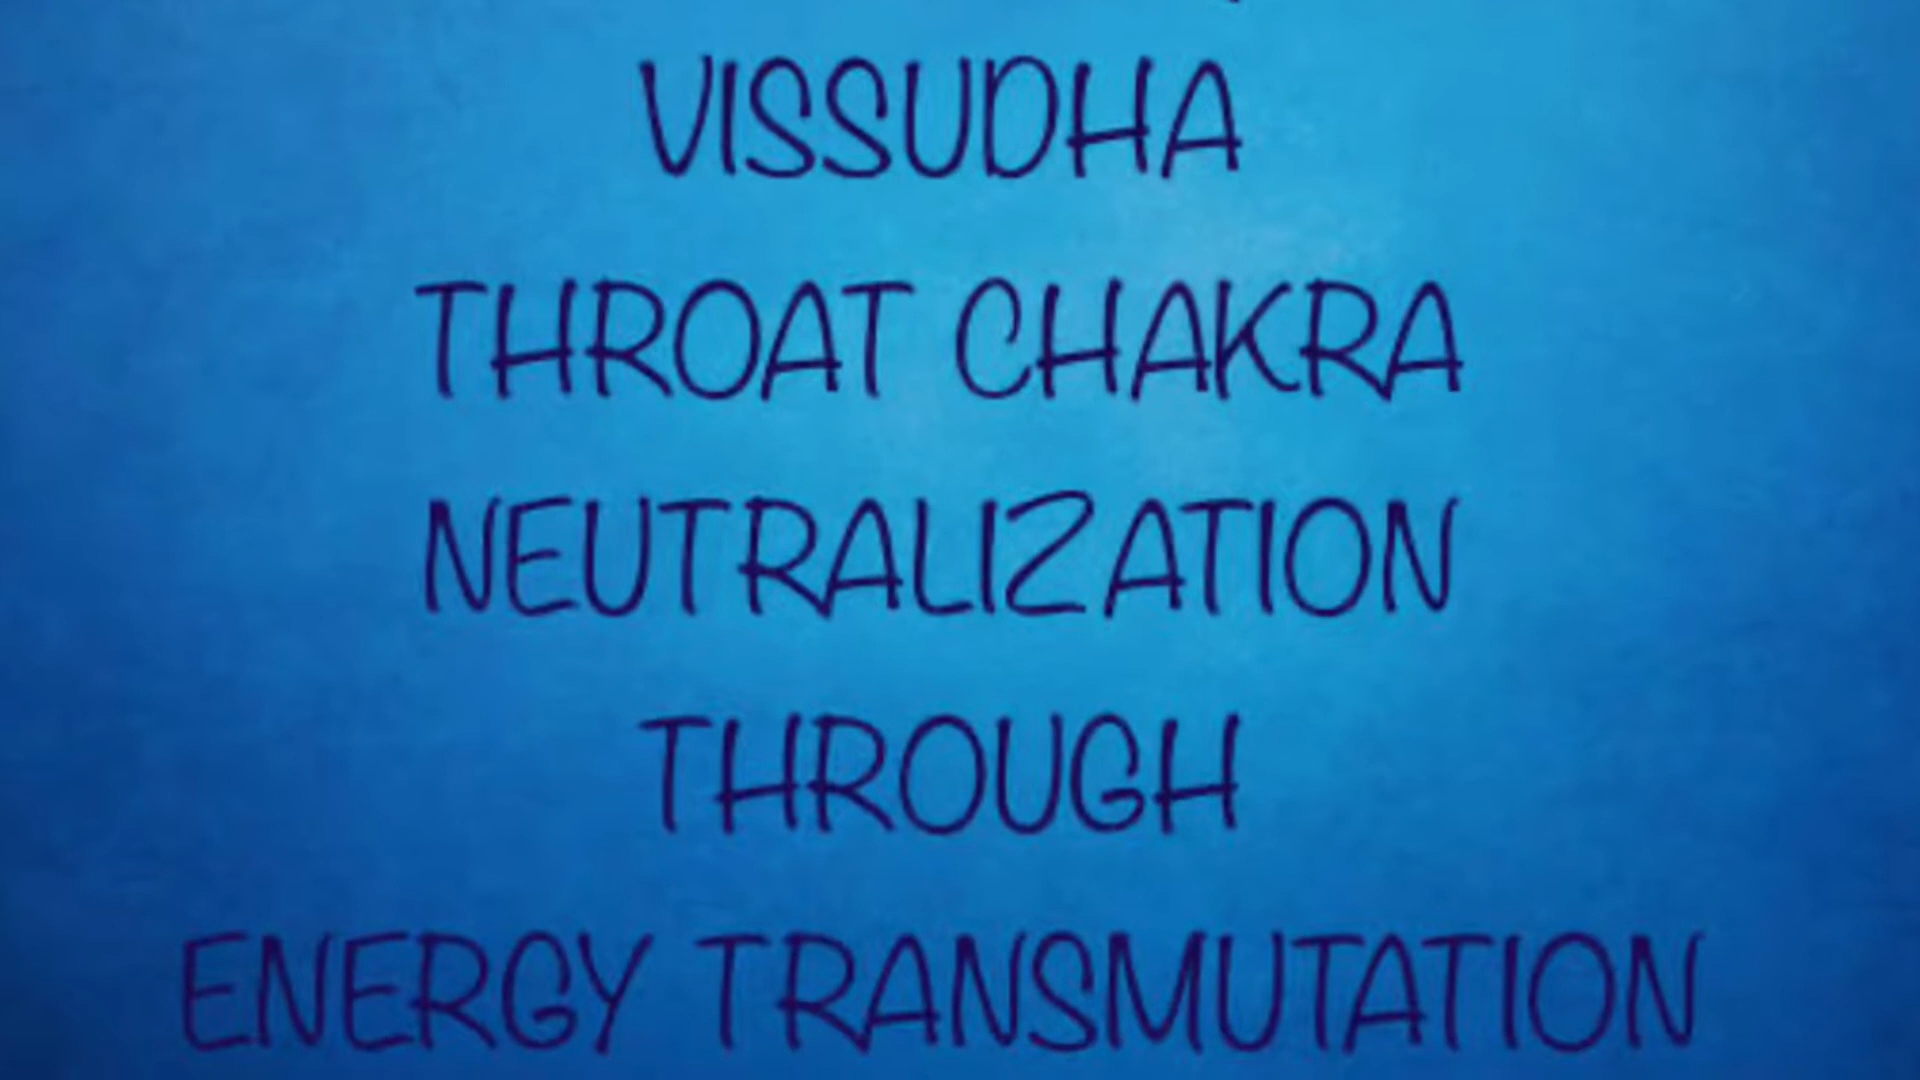 VISSUDHA
THROAT CHAKRA
NEUTRALIZATION
THROUGH
ENERGY TRANSMUTATION